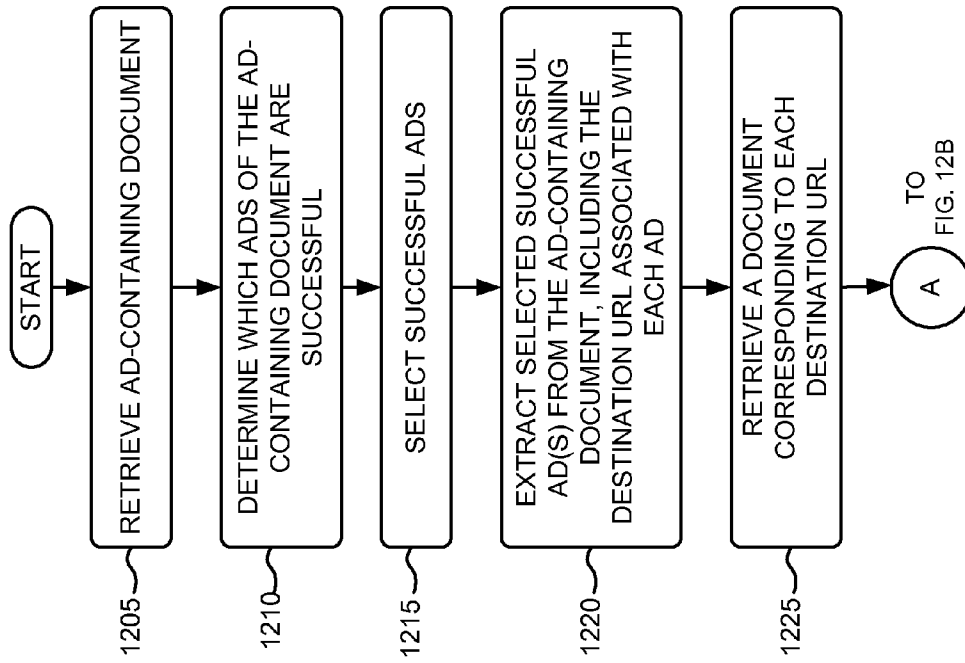 START
1205
RETRIEVE AD-CONTAINING DOCUMENT
1210
DETERMINE WHICH ADS OF THE AD-
CONTAINING DOCUMENT ARE
SUCCESSFUL
1215
SELECT SUCCESSFUL ADS
1220
EXTRACT SELECTED SUCCESSFUL
AD(S) FROM THE AD-CONTAINING
DOCUMENT, INCLUDING THE
DESTINATION URL ASSOCIATED WITH
EACH AD
1225
RETRIEVE A DOCUMENT
CORRESPONDING TO EACH
DESTINATION URL
A
TO
FIG. 12B